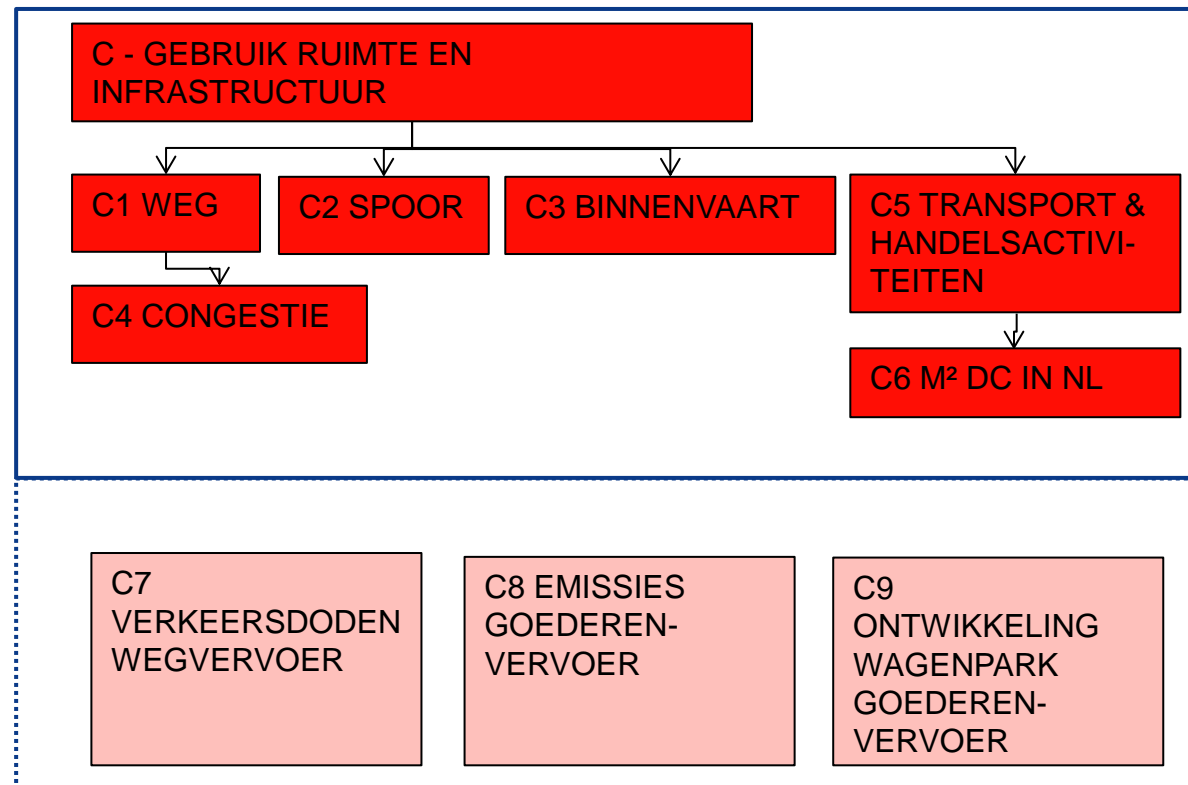 C - GEBRUIK RUIMTE EN
INFRASTRUCTUUR
C1 WEG
C2 SPOOR
C3 BINNENVAART
C5 TRANSPORT &
HANDELSACTIVI-
TEITEN
C4 CONGESTIE
C6 M² DC IN NL
C7
VERKEERSDODEN
WEGVERVOER
C8 EMISSIES
GOEDEREN-
VERVOER
C9
ONTWIKKELING
WAGENPARK
GOEDEREN-
VERVOER